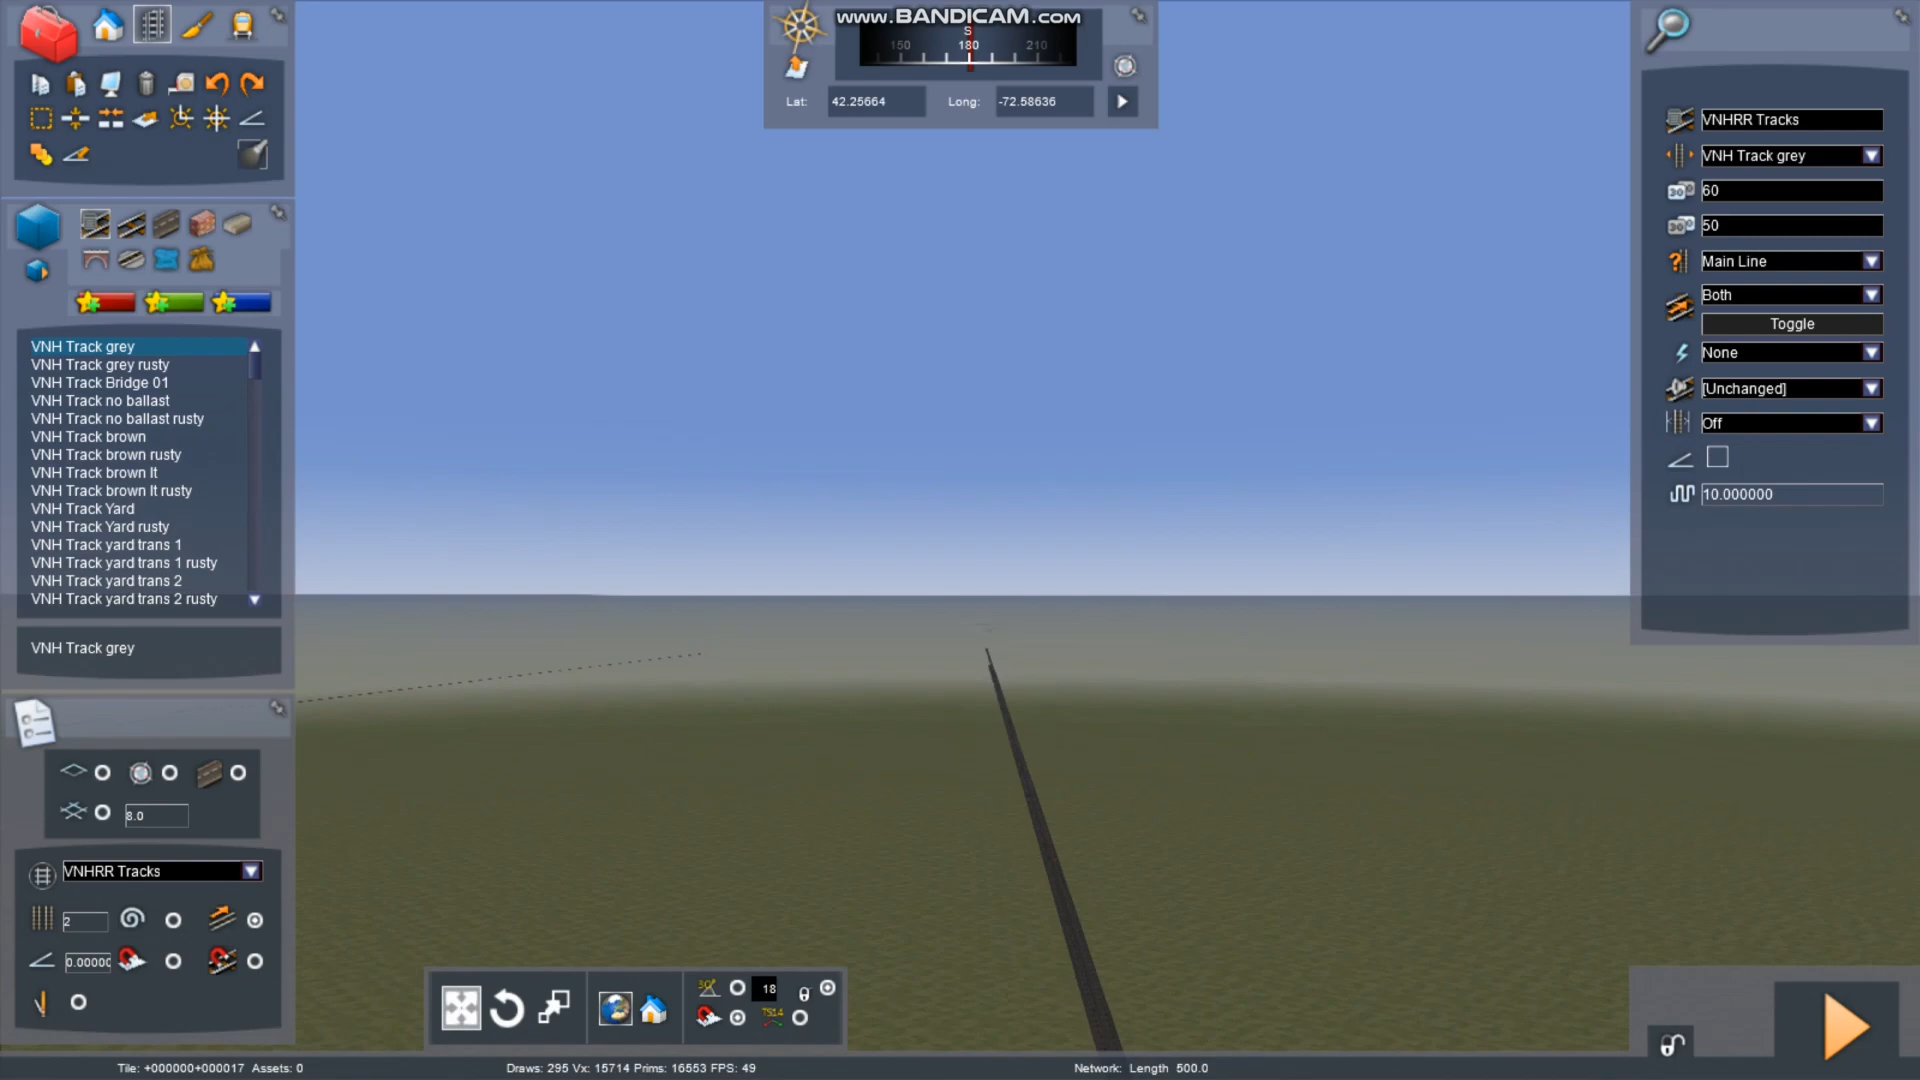 www.BANDICAM.com
S
150 180 210
Lat: 42.25664 Long: -72.58636
VNHRR Tracks
VNH Track grey
60
50
Main Line
Both
Toggle
None
[Unchanged]
Off
10.000000
VNH Track grey
VNH Track grey rusty
VNH Track Bridge 01
VNH Track no ballast
VNH Track no ballast rusty
VNH Track brown
VNH Track brown rusty
VNH Track brown lt
VNH Track brown lt rusty
VNH Track Yard
VNH Track Yard rusty
VNH Track yard trans 1
VNH Track yard trans 1 rusty
VNH Track yard trans 2
VNH Track yard trans 2 rusty
VNH Track grey
8.0
VNHRR Tracks
2
0.0000
18
TS14
Tile: +000000+000017 Assets: 0
Draws: 295 Vx: 15714 Prims: 16553 FPS: 49
Network: Length 500.0